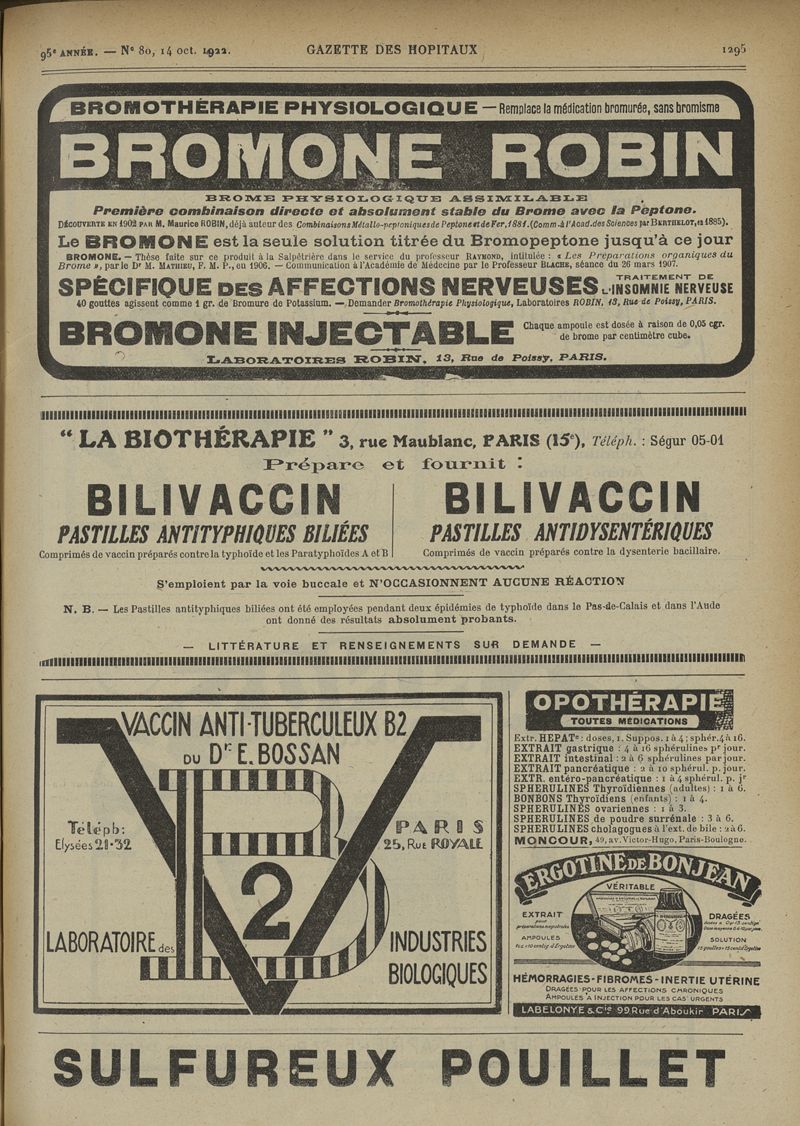 95e ANNÉE. — No 80, 14 oct. 1922. GAZETTE DES HOPITAUX 1295
BROMOTHÉRAPIE PHYSIOLOGIQUE — Remplace la médication bromurée, sans bromisme
BROMONE ROBIN
BROME PHYSIOLOGIQUE ASSIMILABLE
Première combinaison directe et absolument stable du Brome avec la Peptone.
DÉCOUVERTE EN 1902 PAR M. Maurice ROBIN, déjà auteur des Combinaisons Métallo-peptoniques de Peptone et de Fer, 1881. (Comm. à l'Acad. des Sciences par BERTHELOT, en 1885).
Le BROMONE est la seule solution titrée du Bromopeptone jusqu'à ce jour
BROMONE. — Thèse faite sur ce produit à la Salpêtrière dans le service du professeur RAYMOND, intitulée : « Les Préparations organiques du
Brome », par le Dr M. MATHIEU, F. M. P., en 1906. — Communication à l'Académie de Médecine par le Professeur BLACHE, séance du 26 mars 1907.
SPÉCIFIQUE DES AFFECTIONS NERVEUSES TRAITEMENT DE
L'INSOMNIE NERVEUSE
40 gouttes agissent comme 1 gr. de Bromure de Potassium. — Demander Bromothérapie Physiologique, Laboratoires ROBIN, 13, Rue de Poissy, PARIS.
BROMONE INJECTABLE Chaque ampoule est dosée à raison de 0,05 cgr.
de brome par centimètre cube.
LABORATOIRES ROBIN, 13, Rue de Poissy, PARIS.
" LA BIOTHÉRAPIE " 3, rue Maublanc, PARIS (15e), Téléph. : Ségur 05-01
Prépare et fournit :
BILIVACCIN
PASTILLES ANTITYPHIQUES BILIÉES
Comprimés de vaccin préparés contre la typhoïde et les Paratyphoïdes A et B
BILIVACCIN
PASTILLES ANTIDYSENTÉRIQUES
Comprimés de vaccin préparés contre la dysenterie bacillaire.
S'emploient par la voie buccale et N'OCCASIONNENT AUCUNE RÉACTION
N. B. — Les Pastilles antityphiques biliées ont été employées pendant deux épidémies de typhoïde dans le Pas-de-Calais et dans l'Aude
ont donné des résultats absolument probants.
— LITTÉRATURE ET RENSEIGNEMENTS SUR DEMANDE —
VACCIN ANTI-TUBERCULEUX B2
DU Dr E. BOSSAN
B
V
2
Téléph:
Elysées 21-32
PARIS
25, RUE ROYALE
LABORATOIRE des
INDUSTRIES
BIOLOGIQUES
OPOTHÉRAPIE
TOUTES MÉDICATIONS
Extr. HEPATe : doses, 1. Suppos. 1 à 4 ; sphér. 4 à 16.
EXTRAIT gastrique : 4 à 16 sphérulines pr jour.
EXTRAIT intestinal : 2 à 6 sphérulines par jour.
EXTRAIT pancréatique : 2 à 10 sphérul. p. jour.
EXTR. entéro-pancréatique : 1 à 4 sphérul. p. jr
SPHERULINES Thyroïdiennes (adultes) : 1 à 6.
BONBONS Thyroïdiens (enfants) : 1 à 4.
SPHERULINES ovariennes : 1 à 3.
SPHERULINES de poudre surrénale : 3 à 6.
SPHERULINES cholagogues à l'ext. de bile : 2 à 6.
MONCOUR, 49, av. Victor-Hugo, Paris-Boulogne.
ERGOTINE DE BONJEAN
VÉRITABLE
EXTRAIT
pour
préparations magistrales
AMPOULES
DRAGÉES
SOLUTION
HÉMORRAGIES - FIBROMES - INERTIE UTÉRINE
DRAGÉES POUR LES AFFECTIONS CHRONIQUES
AMPOULES A INJECTION POUR LES CAS URGENTS
LABELONYE & Cie 99 Rue d'Aboukir PARIS
SULFUREUX POUILLET